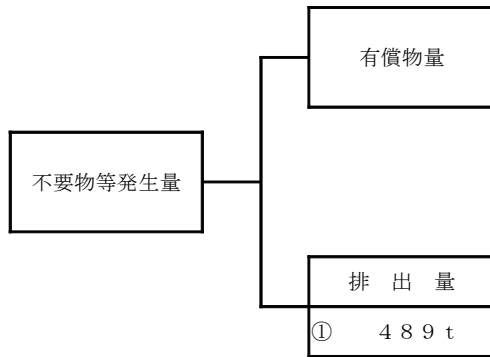 有償物量
不要物等発生量
排　出　量
①　　４８９ｔ